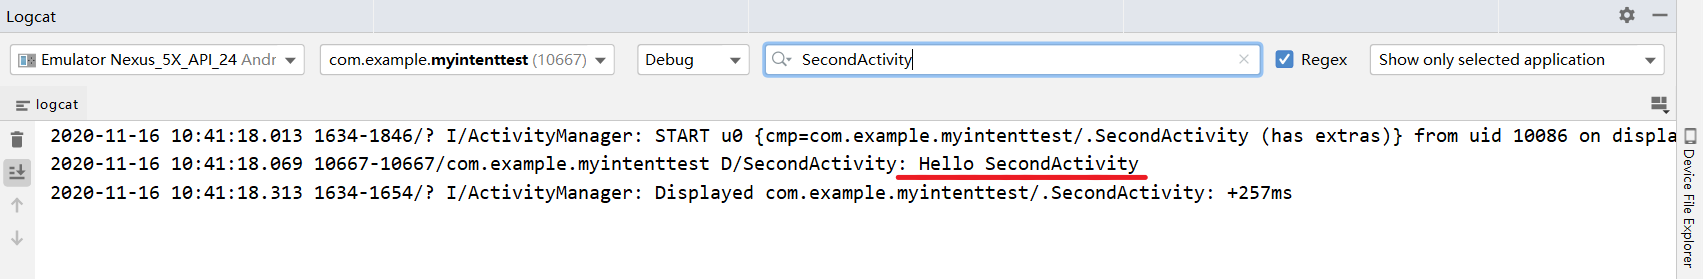 Logcat
Emulator Nexus_5X_API_24 Andr
com.example.myintenttest (10667)
Debug
SecondActivity
Regex
Show only selected application
logcat
2020-11-16 10:41:18.013 1634-1846/? I/ActivityManager: START u0 {cmp=com.example.myintenttest/.SecondActivity (has extras)} from uid 10086 on displa
2020-11-16 10:41:18.069 10667-10667/com.example.myintenttest D/SecondActivity: Hello SecondActivity
2020-11-16 10:41:18.313 1634-1654/? I/ActivityManager: Displayed com.example.myintenttest/.SecondActivity: +257ms
Device File Explorer